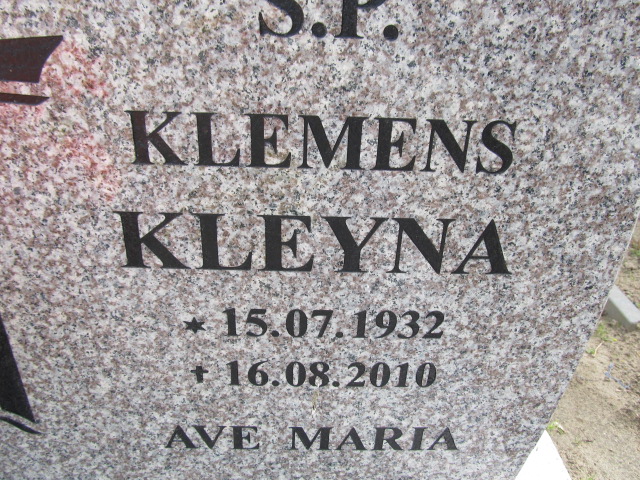 S.P.
KLEMENS
KLEYNA
✶ 15.07.1932
✝ 16.08.2010
AVE MARIA